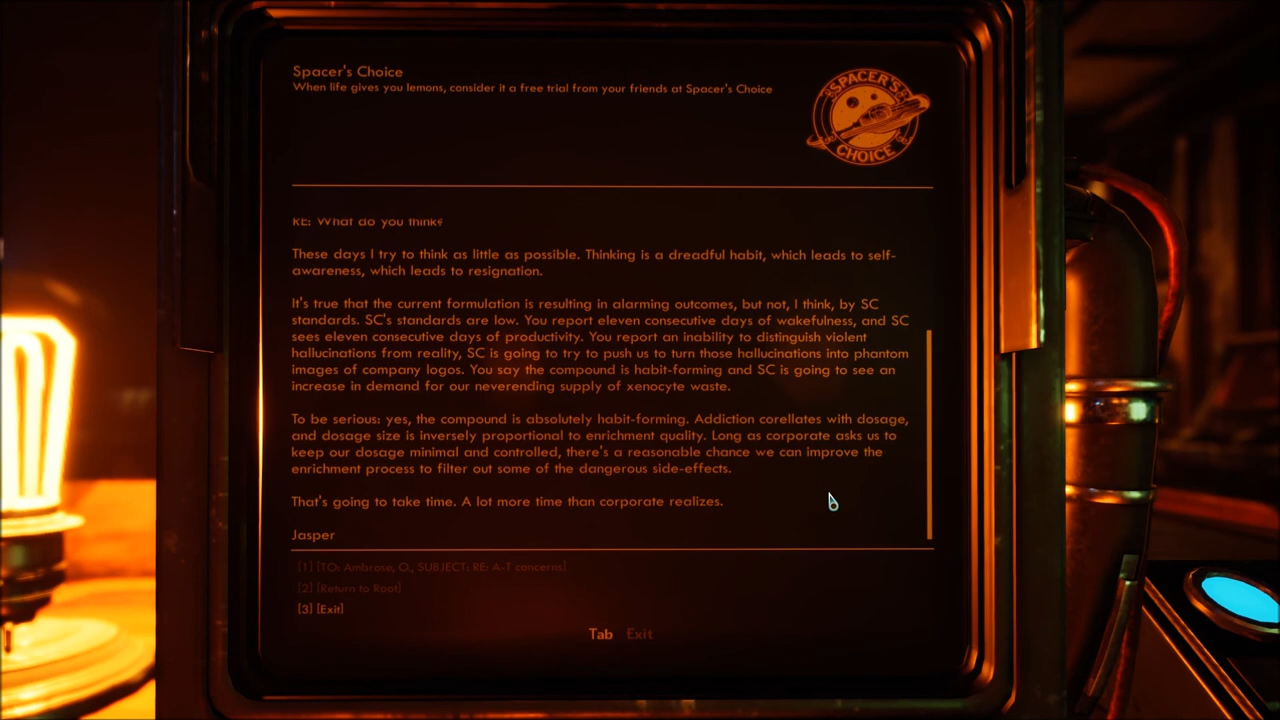 Spacer's Choice
When life gives you lemons, consider it a free trial from your friends at Spacer's Choice
SPACER'S
CHOICE
RE: What do you think?
These days I try to think as little as possible. Thinking is a dreadful habit, which leads to self-
awareness, which leads to resignation.
It's true that the current formulation is resulting in alarming outcomes, but not, I think, by SC
standards. SC's standards are low. You report eleven consecutive days of wakefulness, and SC
sees eleven consecutive days of productivity. You report an inability to distinguish violent
hallucinations from reality, SC is going to try to push us to turn those hallucinations into phantom
images of company logos. You say the compound is habit-forming and SC is going to see an
increase in demand for our neverending supply of xenocyte waste.
To be serious: yes, the compound is absolutely habit-forming. Addiction corellates with dosage,
and dosage size is inversely proportional to enrichment quality. Long as corporate asks us to
keep our dosage minimal and controlled, there's a reasonable chance we can improve the
enrichment process to filter out some of the dangerous side-effects.
That's going to take time. A lot more time than corporate realizes.
Jasper
[1] [TO: Ambrose, O., SUBJECT: RE: A-T concerns]
[2] [Return to Root]
[3] [Exit]
Tab Exit